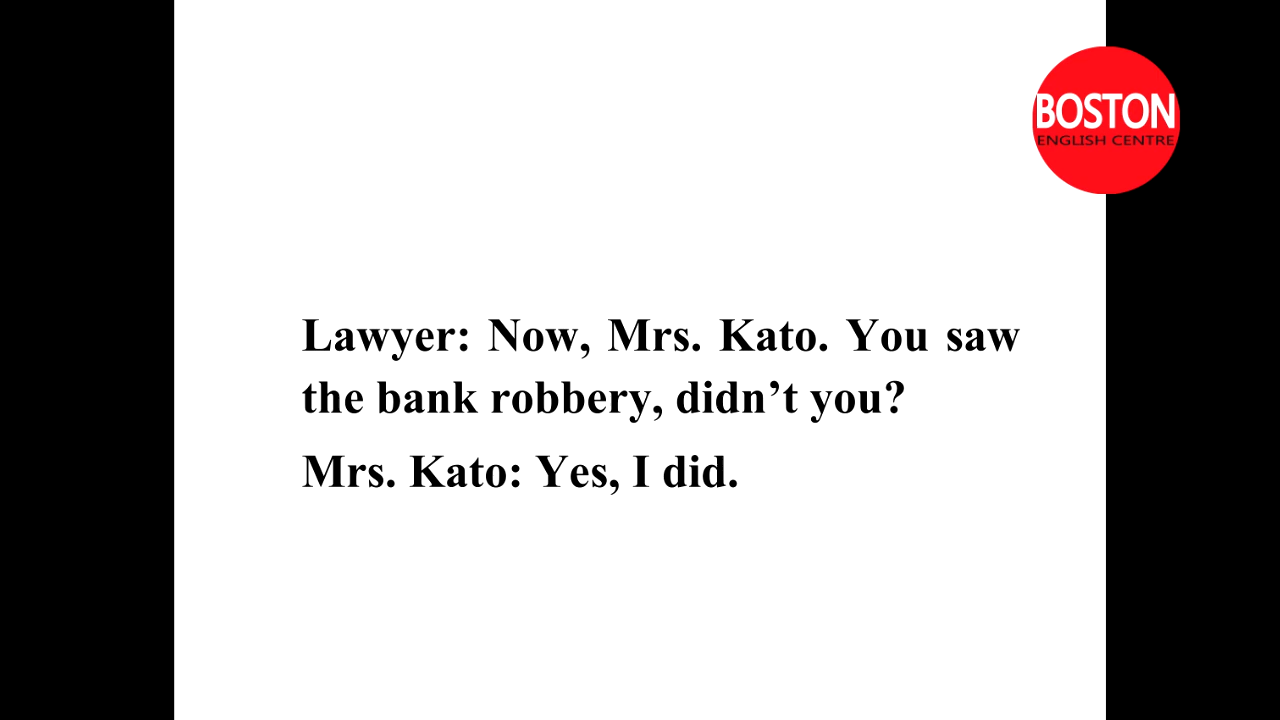 BOSTON
ENGLISH CENTRE
Lawyer: Now, Mrs. Kato. You saw
the bank robbery, didn’t you?
Mrs. Kato: Yes, I did.